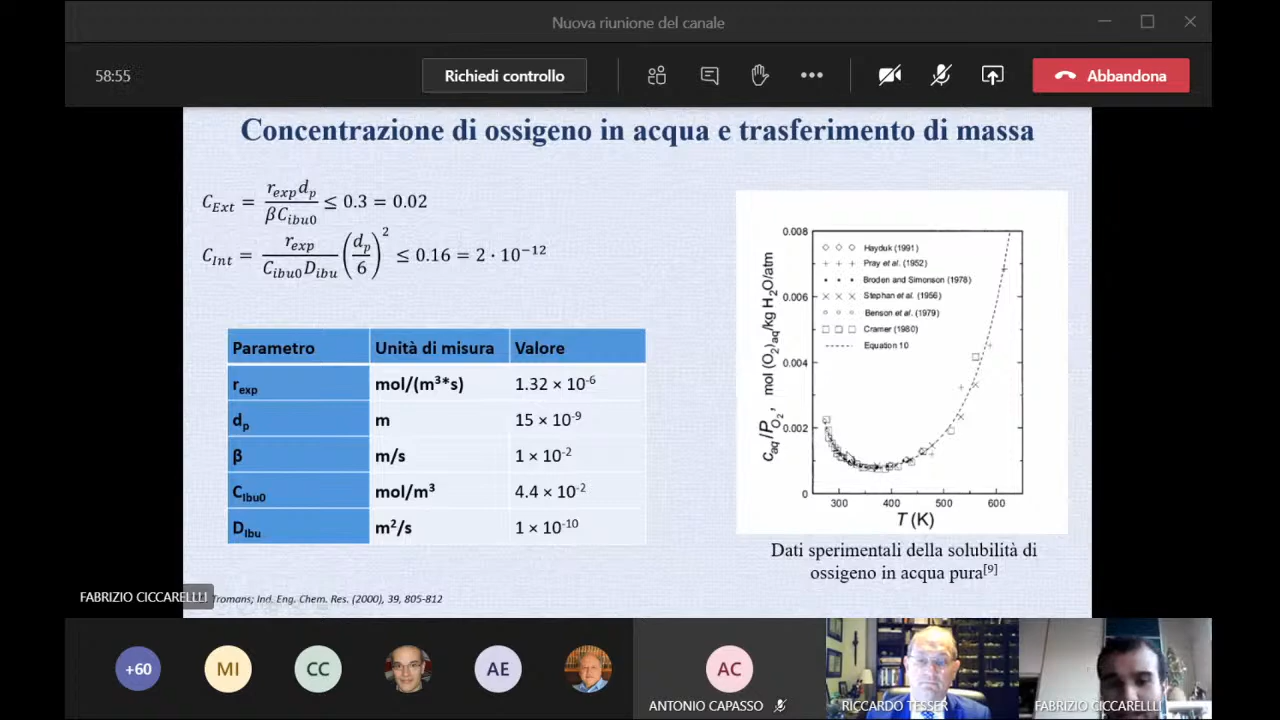 Nuova riunione del canale
58:55
Richiedi controllo
Abbandona
Concentrazione di ossigeno in acqua e trasferimento di massa
C_Ext = r_exp d_p / βC_ibu0 ≤ 0.3 = 0.02
C_Int = r_exp / C_ibu0 D_ibu (d_p / 6)² ≤ 0.16 = 2 · 10⁻¹²
Parametro Unità di misura Valore
r_exp mol/(m³*s) 1.32 × 10⁻⁶
d_p m 15 × 10⁻⁹
β m/s 1 × 10⁻²
C_Ibu0 mol/m³ 4.4 × 10⁻²
D_Ibu m²/s 1 × 10⁻¹⁰
0.008
0.006
0.004
0.002
0
c_aq/P_O₂, mol (O₂)_aq/kg H₂O/atm
Hayduk (1991)
Pray et al. (1952)
Broden and Simonson (1978)
Stephan et al. (1956)
Benson et al. (1979)
Cramer (1980)
Equation 10
300 400 500 600
T (K)
Dati sperimentali della solubilità di
ossigeno in acqua pura[9]
FABRIZIO CICCARELLLI
Tromans; Ind. Eng. Chem. Res. (2000), 39, 805-812
+60
MI
CC
AE
AC
ANTONIO CAPASSO
RICCARDO TESSER
FABRIZIO CICCARELLLI